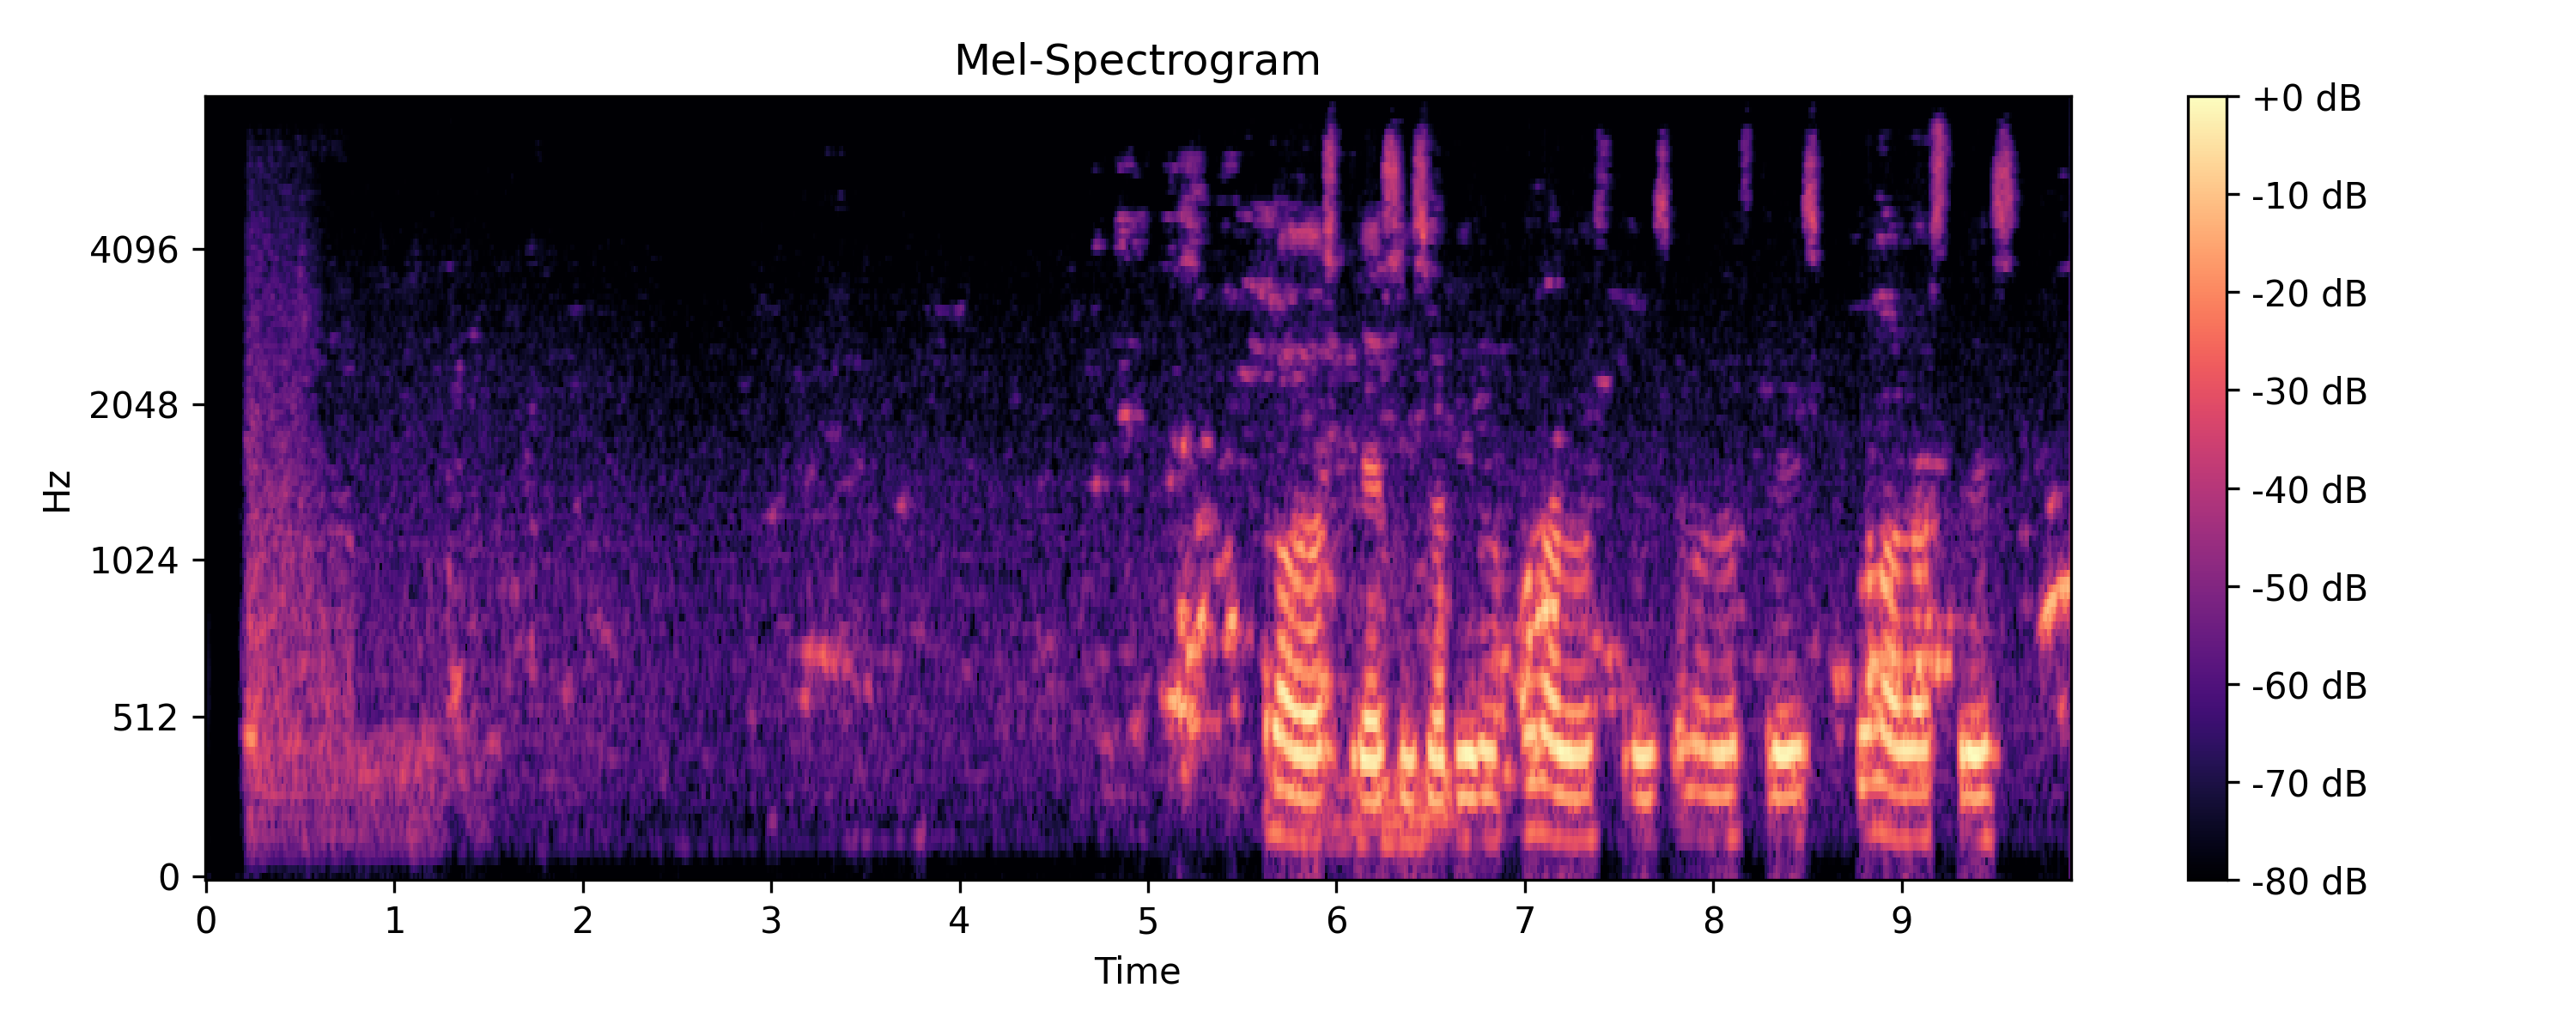 Mel-Spectrogram
+0 dB
-10 dB
-20 dB
-30 dB
-40 dB
-50 dB
-60 dB
-70 dB
-80 dB
Hz
4096
2048
1024
512
0
0 1 2 3 4 5 6 7 8 9
Time